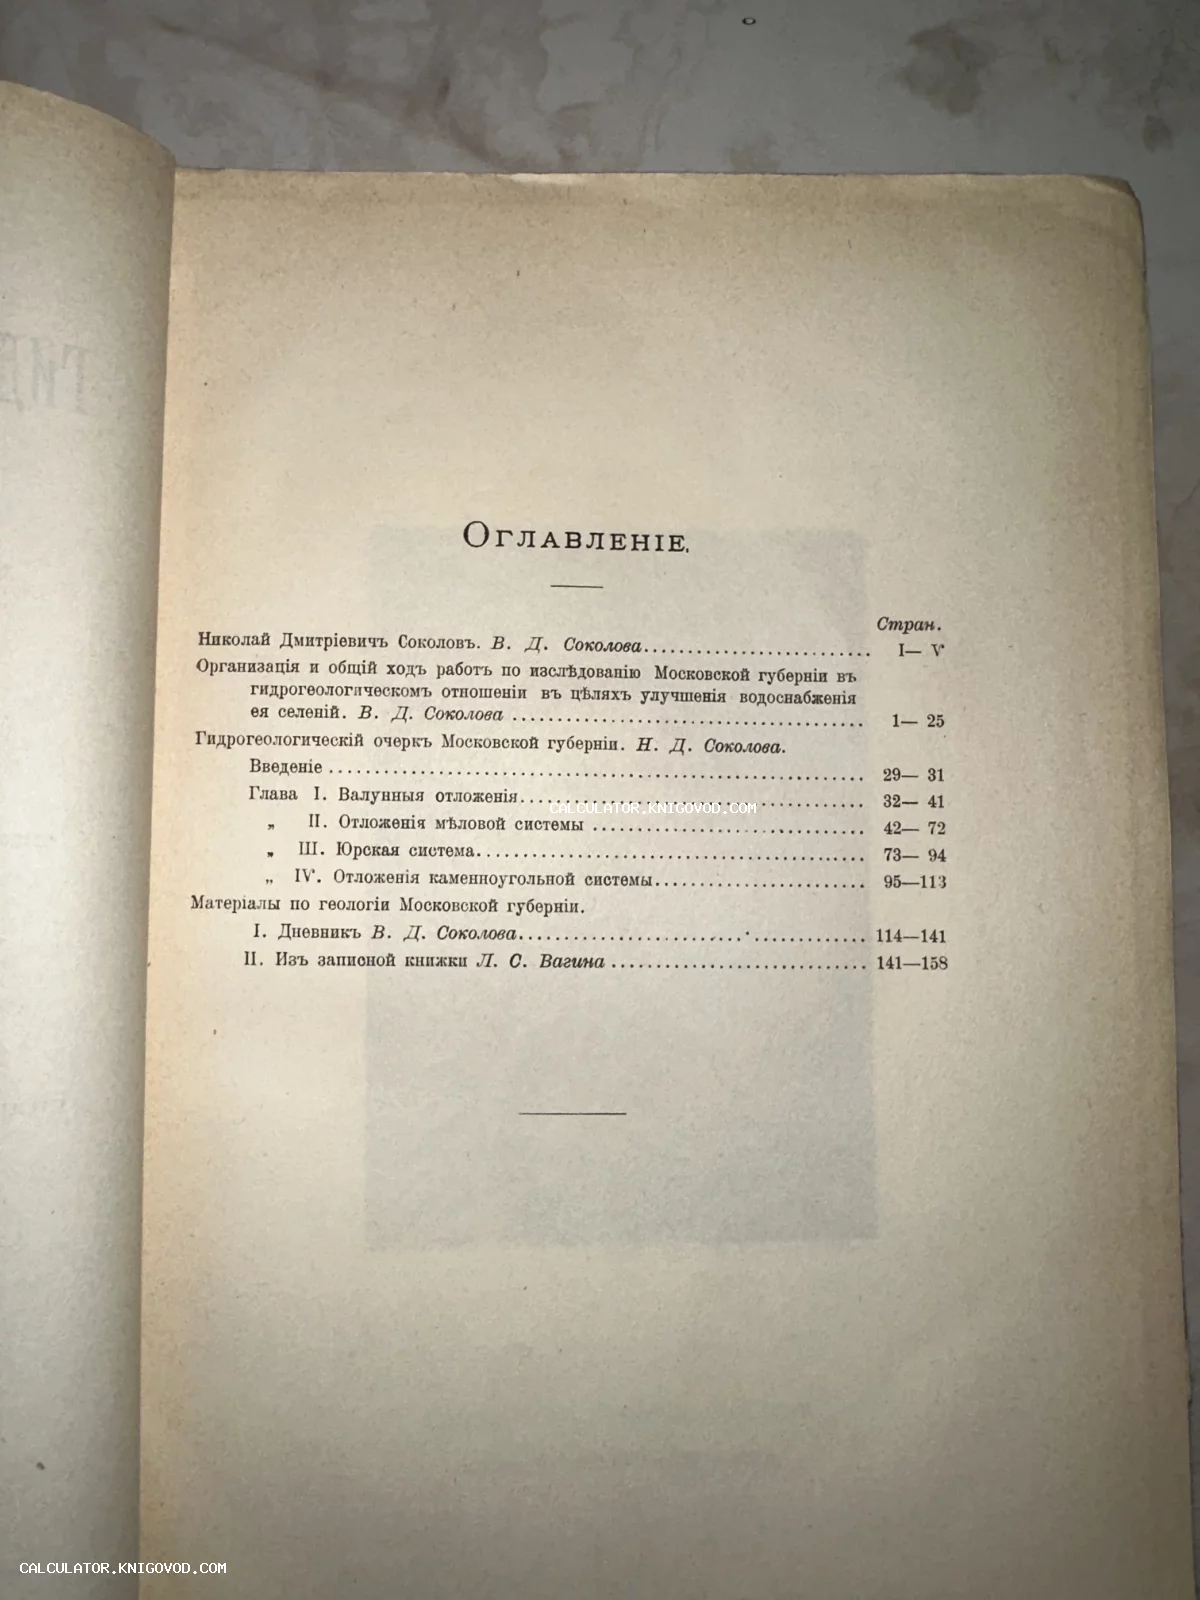 ГИД
Оглавленіе.
Стран.
Николай Дмитріевичъ Соколовъ. В. Д. Соколова........................ I— V
Организація и общій ходъ работъ по изслѣдованію Московской губерніи въ
гидрогеологическомъ отношеніи въ цѣляхъ улучшенія водоснабженія
ея селеній. В. Д. Соколова ........................................ 1— 25
Гидрогеологическій очеркъ Московской губерніи. Н. Д. Соколова.
Введеніе ........................................................ 29— 31
Глава I. Валунныя отложенія..................................... 32— 41
CALCULATOR.KNIGOVOD.COM
„ II. Отложенія мѣловой системы ............................. 42— 72
„ III. Юрская система........................................... 73— 94
„ IV. Отложенія каменноугольной системы....................... 95—113
Матеріалы по геологіи Московской губерніи.
I. Дневникъ В. Д. Соколова..................................... 114—141
II. Изъ записной книжки Л. С. Вагина ........................... 141—158
CALCULATOR.KNIGOVOD.COM